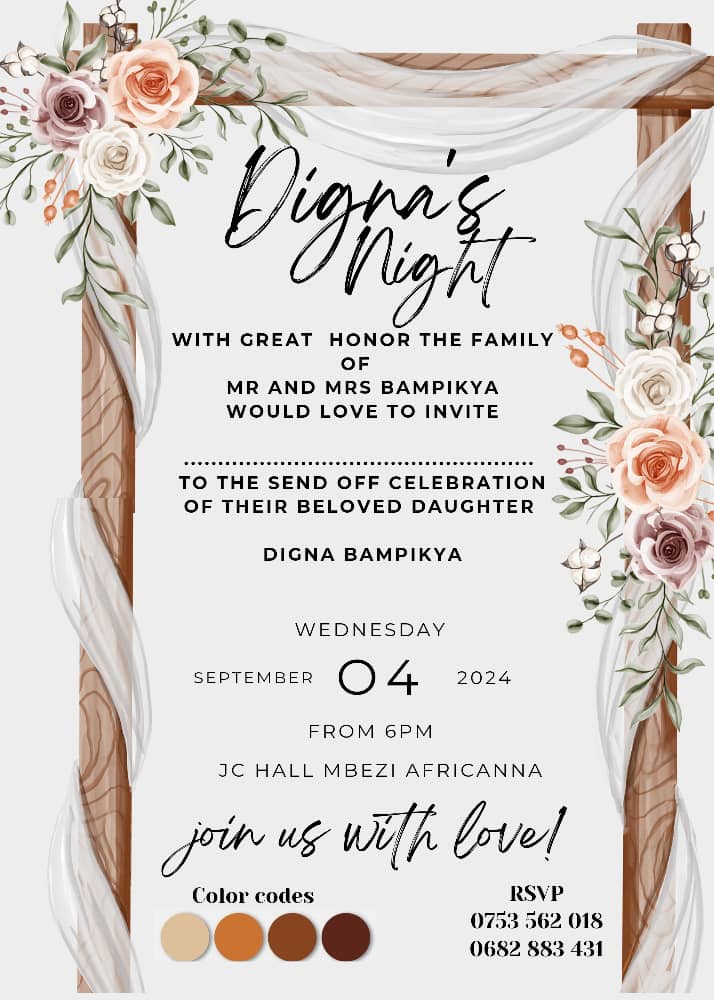 Digna's
Night
WITH GREAT HONOR THE FAMILY
OF
MR AND MRS BAMPIKYA
WOULD LOVE TO INVITE
....................................................
TO THE SEND OFF CELEBRATION
OF THEIR BELOVED DAUGHTER
DIGNA BAMPIKYA
WEDNESDAY
SEPTEMBER 04 2024
FROM 6PM
JC HALL MBEZI AFRICANNA
join us with love!
Color codes
RSVP
0753 562 018
0682 883 431